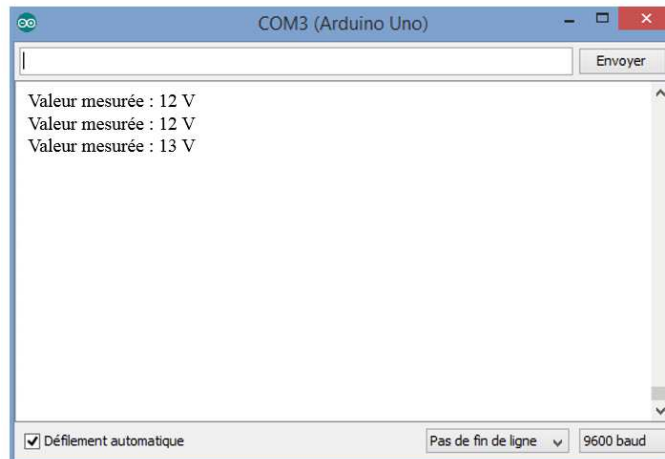 COM3 (Arduino Uno)
Envoyer
Valeur mesurée : 12 V
Valeur mesurée : 12 V
Valeur mesurée : 13 V
Défilement automatique
Pas de fin de ligne
9600 baud